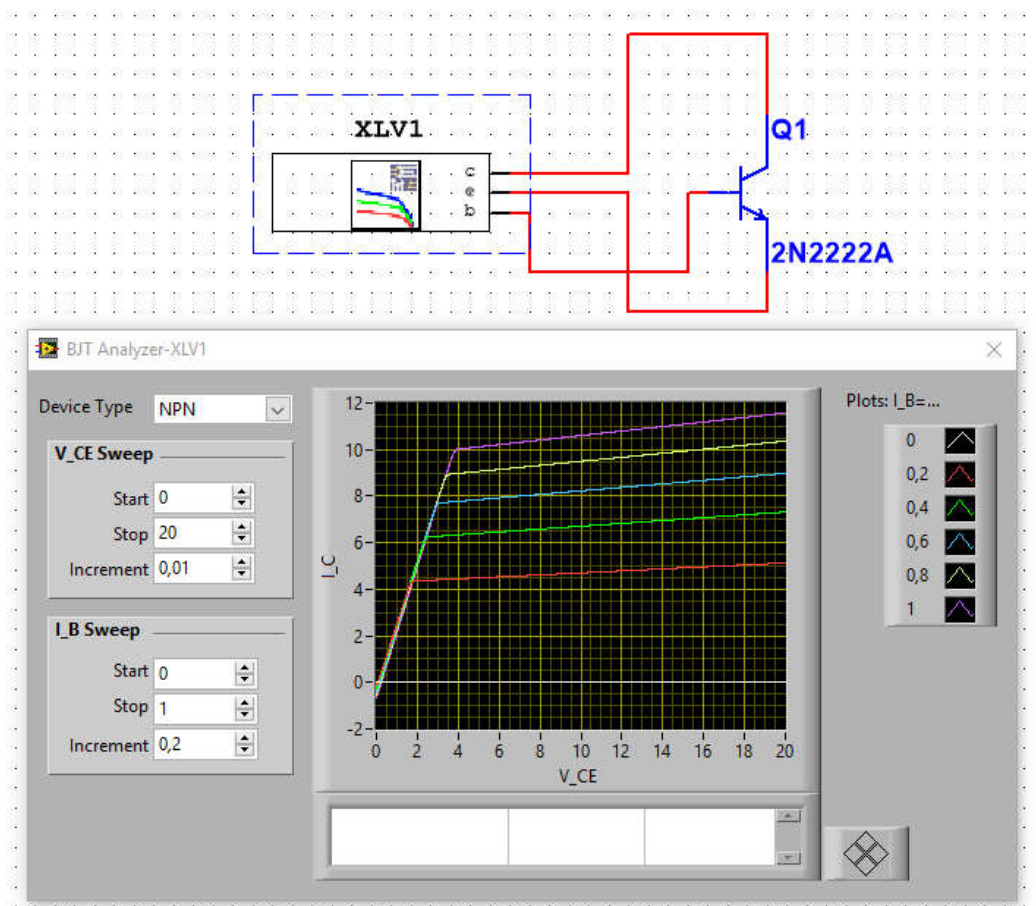 XLV1
Q1
c
e
b
2N2222A
BJT Analyzer-XLV1
Device Type NPN
Plots: I_B=...
V_CE Sweep
Start 0
Stop 20
Increment 0,01
I_B Sweep
Start 0
Stop 1
Increment 0,2
I_C
12
10
8
6
4
2
0
-2
0 2 4 6 8 10 12 14 16 18 20
V_CE
0
0,2
0,4
0,6
0,8
1